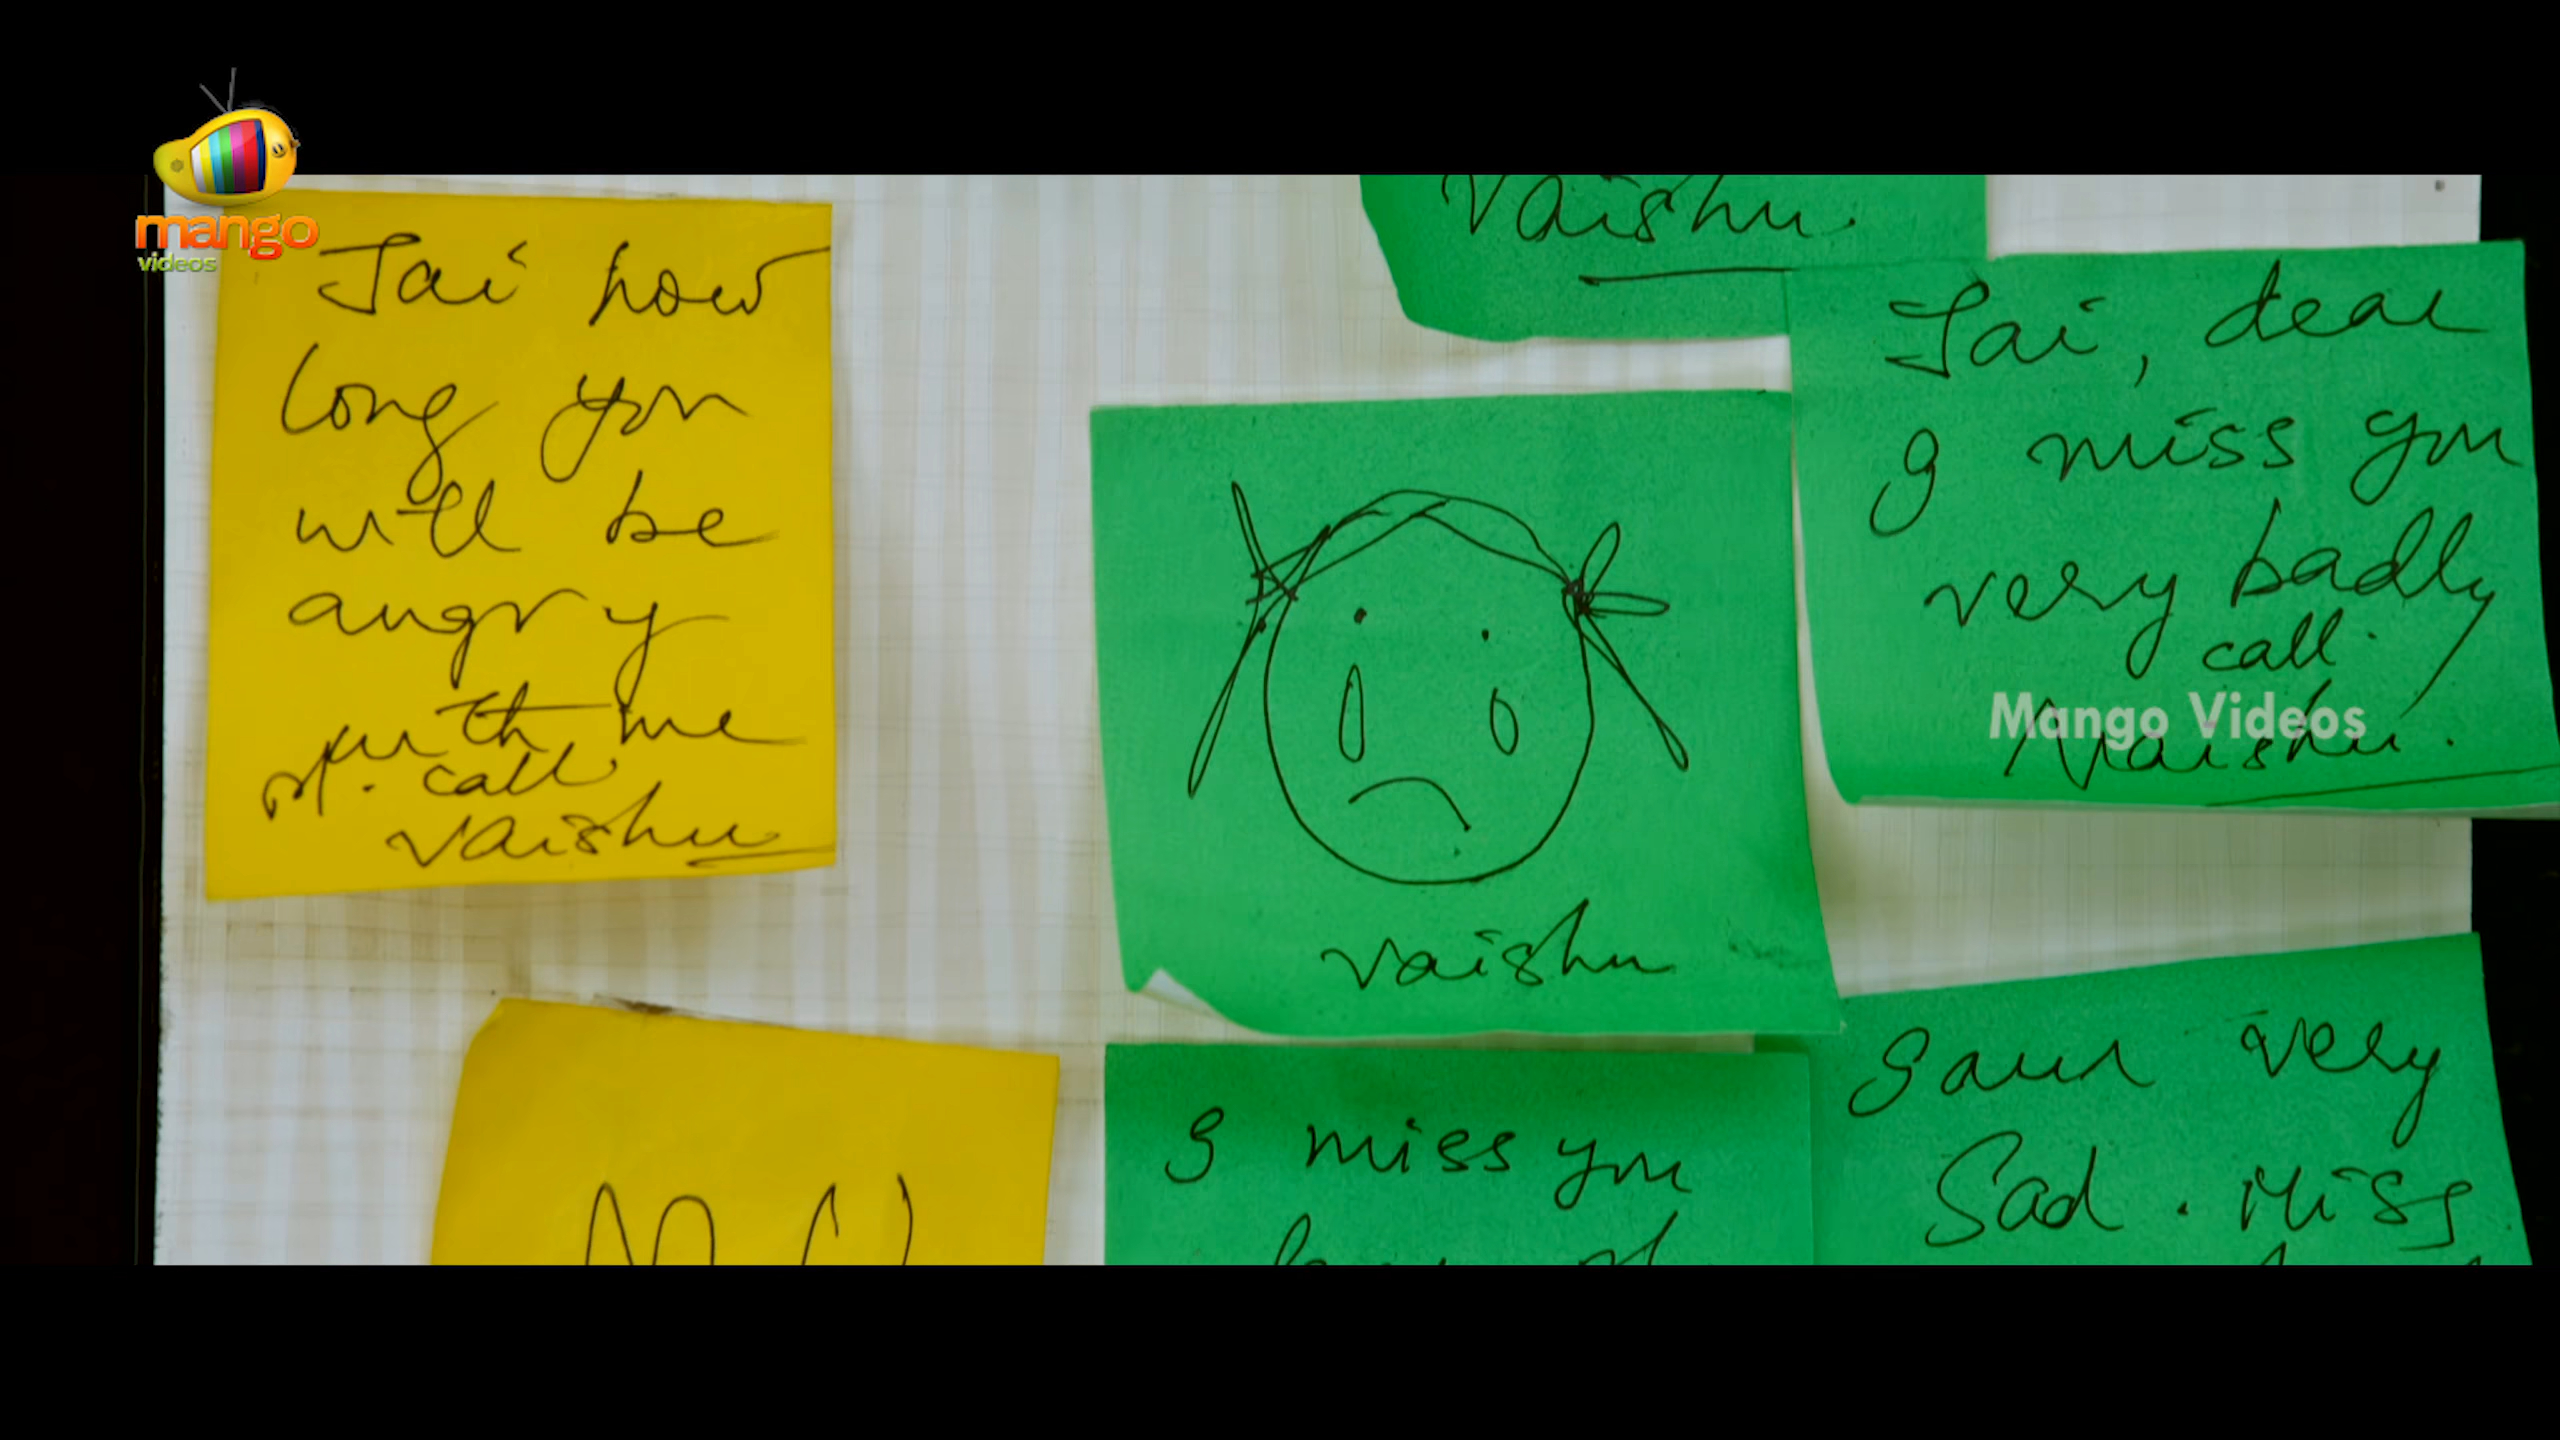 mango
videos
Jai how
long you
will be
angry
with me
pl. call
Vaishu
Vaishu.
Jai, dear
I miss you
very badly
call.
Vaishu.
Mango Videos
vaishu
I miss you
I am very
Sad. Miss